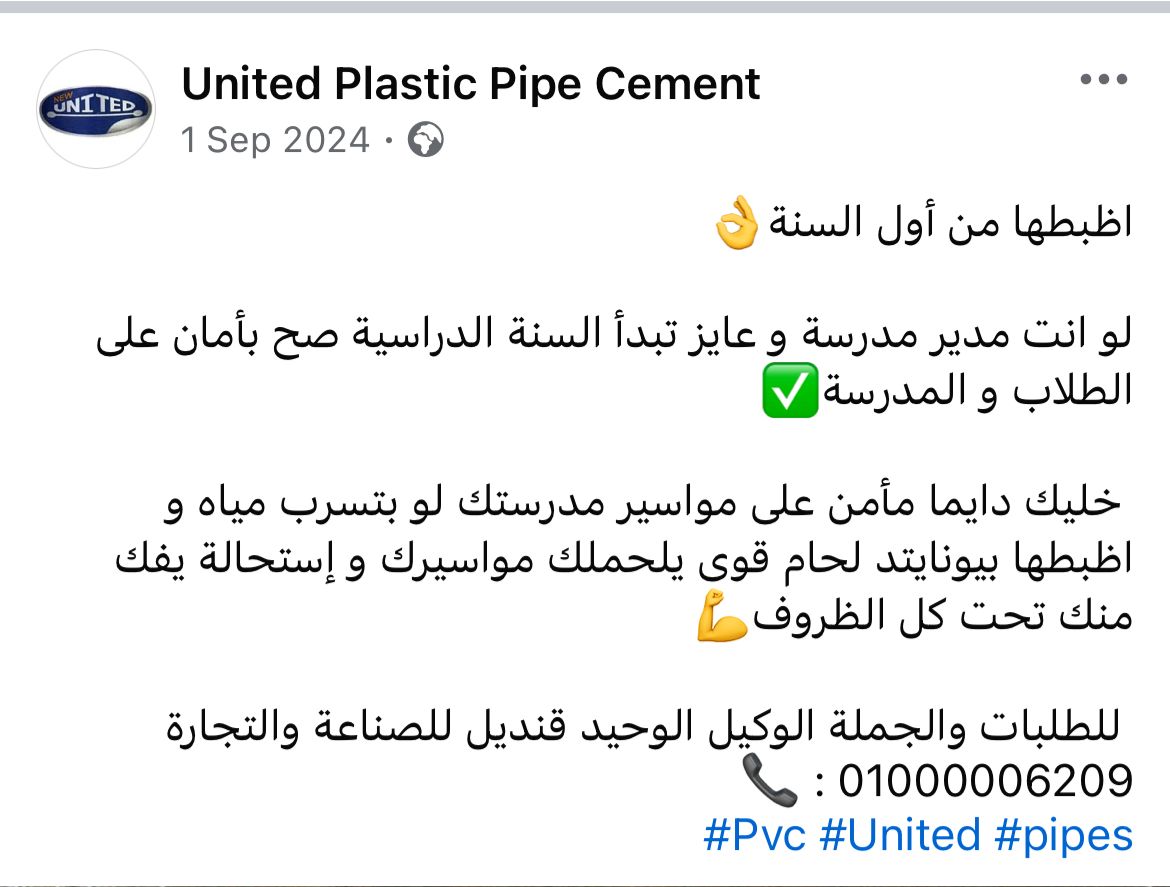 NEW
UNITED
United Plastic Pipe Cement
1 Sep 2024 ·
اظبطها من أول السنة👌
لو انت مدير مدرسة و عايز تبدأ السنة الدراسية صح بأمان على
الطلاب و المدرسة✅
خليك دايما مأمن على مواسير مدرستك لو بتسرب مياه و
اظبطها بيونايتد لحام قوى يلحملك مواسيرك و إستحالة يفك
منك تحت كل الظروف💪
للطلبات والجملة الوكيل الوحيد قنديل للصناعة والتجارة
📞 : 01000006209
#Pvc #United #pipes